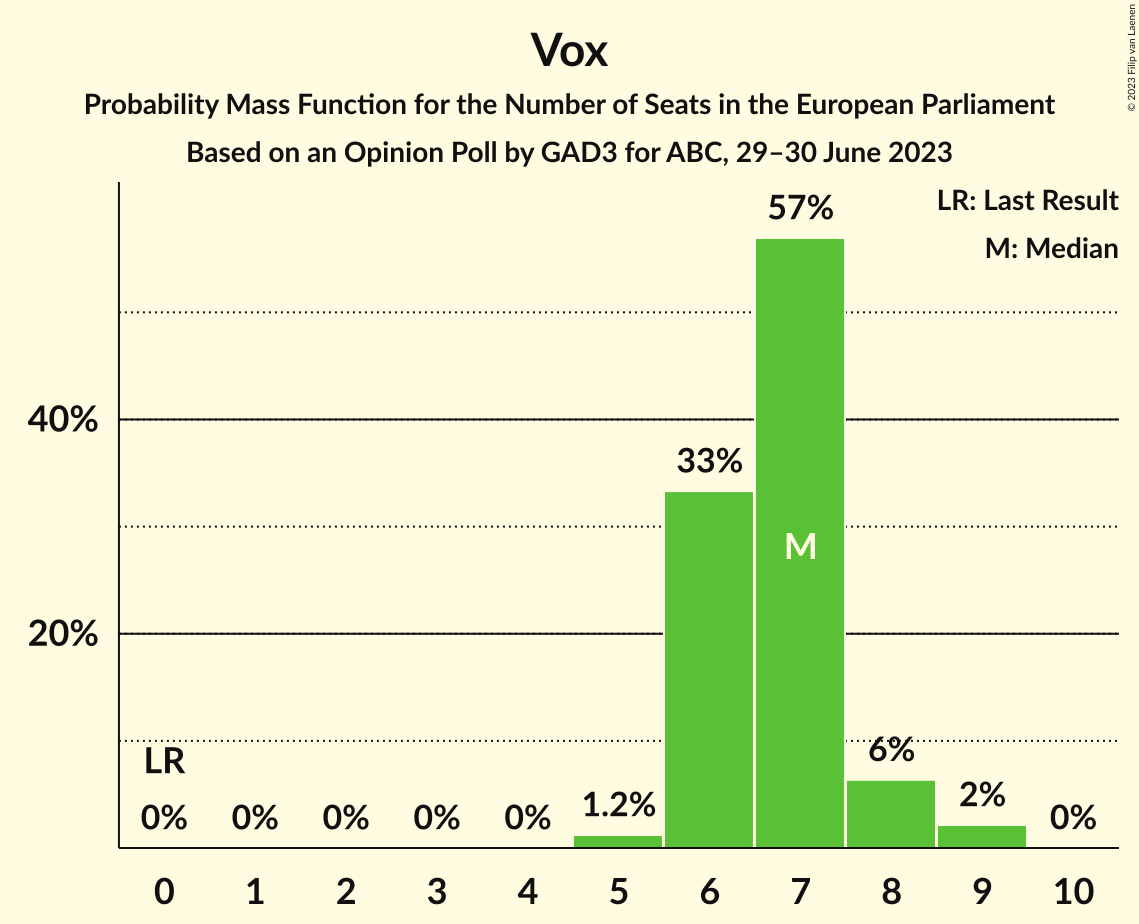 Vox
Probability Mass Function for the Number of Seats in the European Parliament
Based on an Opinion Poll by GAD3 for ABC, 29–30 June 2023
© 2023 Filip van Laenen
LR: Last Result
M: Median
57%
40%
33%
M
20%
LR
6%
0% 0% 0% 0% 0% 1.2% 2% 0%
0 1 2 3 4 5 6 7 8 9 10